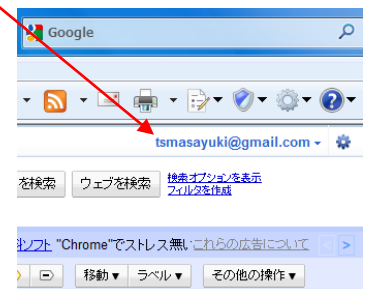 Google
tsmasayuki@gmail.com
を検索 ウェブを検索 検索オプションを表示
フィルタを作成
"Chrome"でストレス無い これらの広告について
移動 ラベル その他の操作